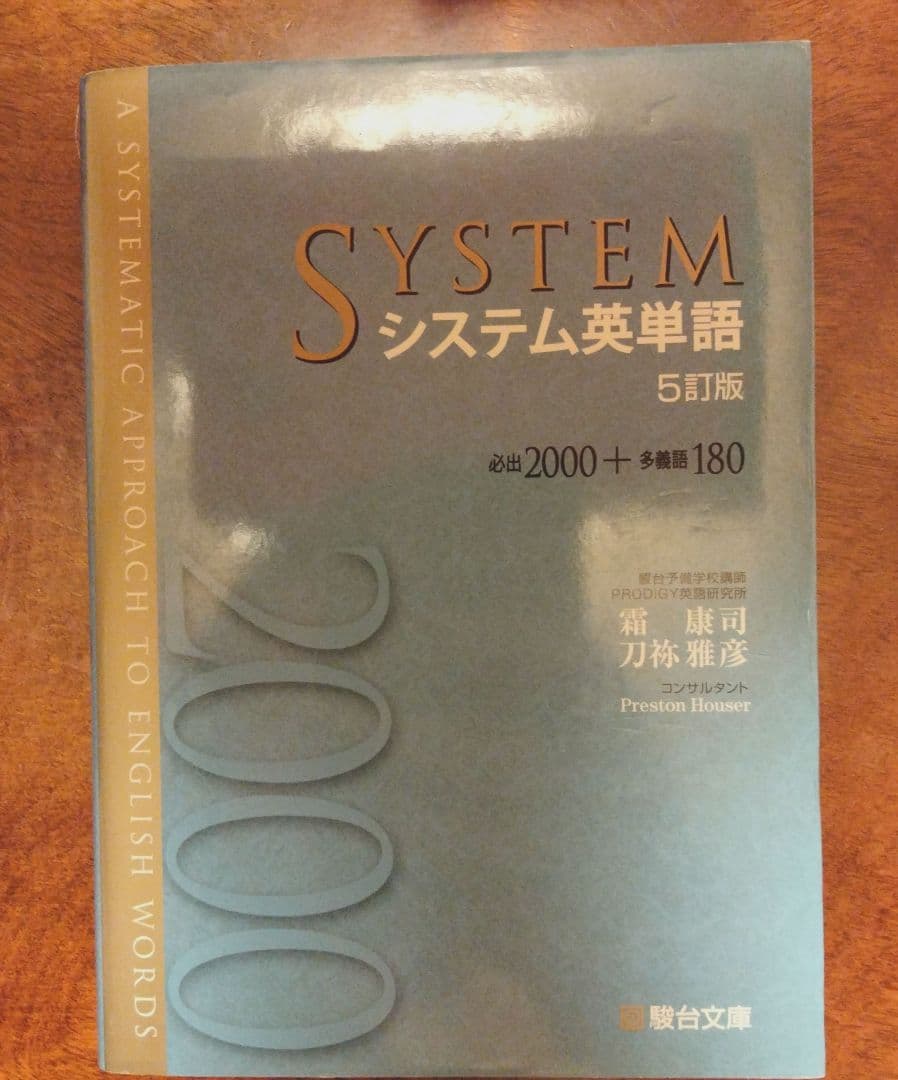 A SYSTEMATIC APPROACH TO ENGLISH WORDS
SYSTEM
システム英単語
5訂版
必出2000＋多義語180
2000
駿台予備学校講師
PRODIGY英語研究所
霜 康司
刀祢 雅彦
コンサルタント
Preston Houser
駿台文庫